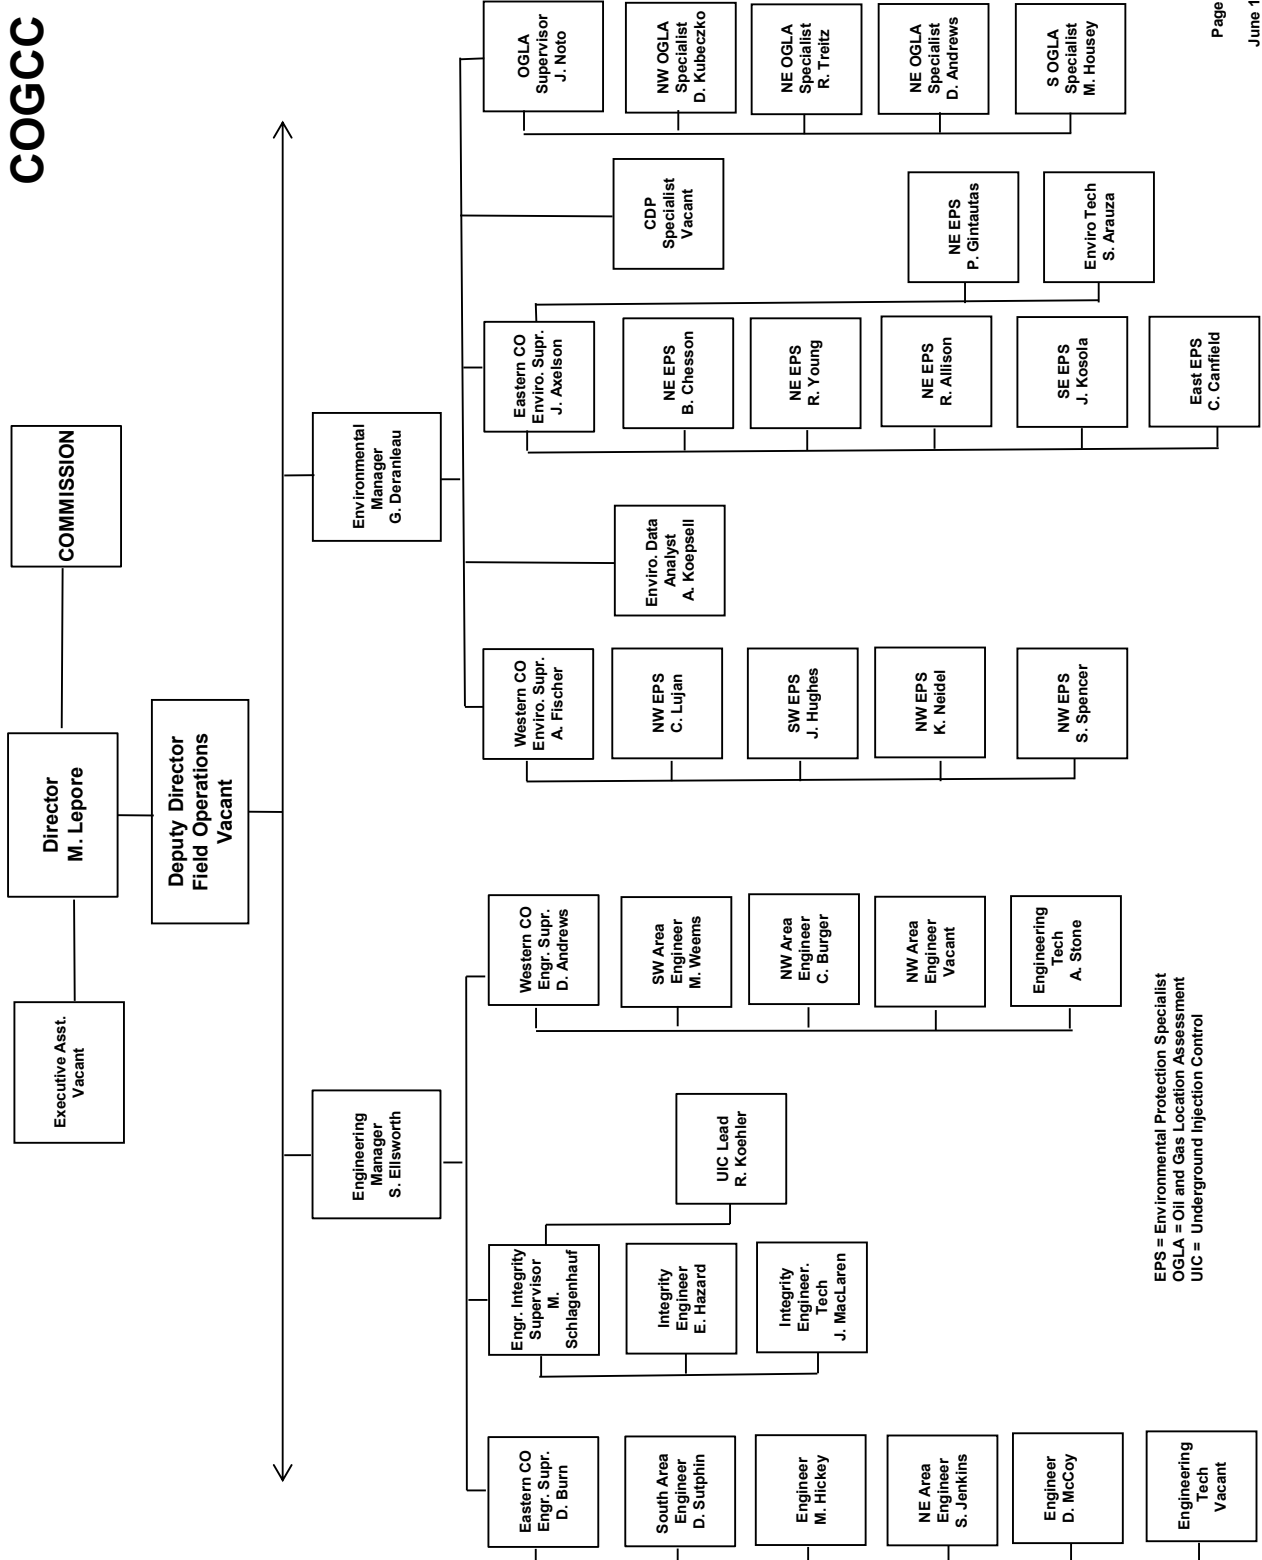 COGCC
COMMISSION
Director
M. Lepore
Executive Asst.
Vacant
Deputy Director
Field Operations
Vacant
Engineering
Manager
S. Ellsworth
Environmental
Manager
G. Deranleau
Eastern CO
Engr. Supr.
D. Burn
South Area
Engineer
D. Sutphin
Engineer
M. Hickey
NE Area
Engineer
S. Jenkins
Engineer
D. McCoy
Engineering
Tech
Vacant
Engr. Integrity
Supervisor
M.
Schlagenhauf
Integrity
Engineer
E. Hazard
Integrity
Engineer.
Tech
J. MacLaren
UIC Lead
R. Koehler
Western CO
Engr. Supr.
D. Andrews
SW Area
Engineer
M. Weems
NW Area
Engineer
C. Burger
NW Area
Engineer
Vacant
Engineering
Tech
A. Stone
Western CO
Enviro. Supr.
A. Fischer
NW EPS
C. Lujan
SW EPS
J. Hughes
NW EPS
K. Neidel
NW EPS
S. Spencer
Enviro. Data
Analyst
A. Koepsell
Eastern CO
Enviro. Supr.
J. Axelson
NE EPS
B. Chesson
NE EPS
R. Young
NE EPS
R. Allison
SE EPS
J. Kosola
East EPS
C. Canfield
NE EPS
P. Gintautas
Enviro Tech
S. Arauza
CDP
Specialist
Vacant
OGLA
Supervisor
J. Noto
NW OGLA
Specialist
D. Kubeczko
NE OGLA
Specialist
R. Treitz
NE OGLA
Specialist
D. Andrews
S OGLA
Specialist
M. Housey
EPS = Environmental Protection Specialist
OGLA = Oil and Gas Location Assessment
UIC = Underground Injection Control
Page
June 1